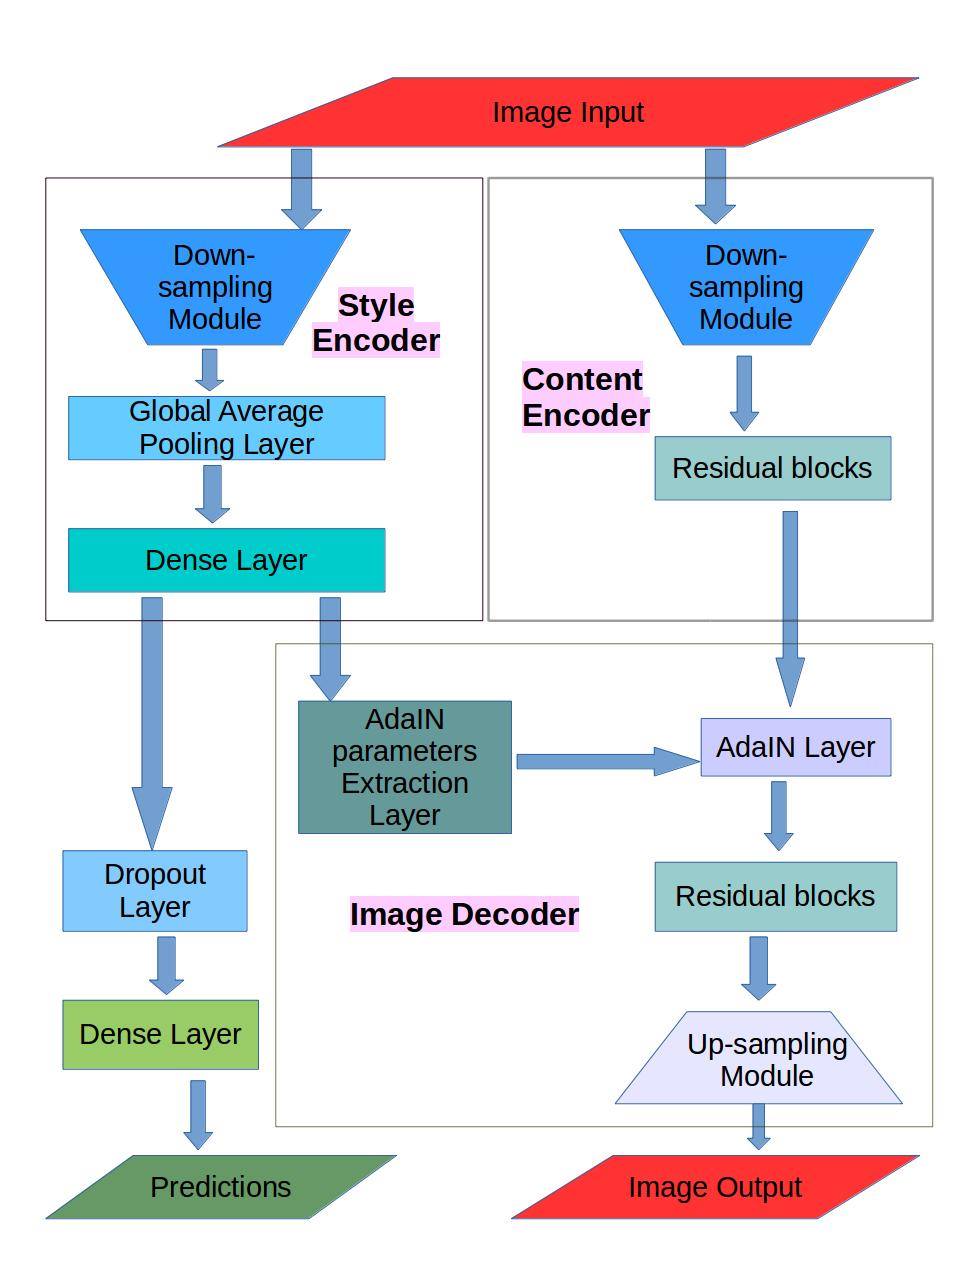 Image Input
Down-
sampling
Module
Style
Encoder
Global Average
Pooling Layer
Dense Layer
Down-
sampling
Module
Content
Encoder
Residual blocks
AdaIN
parameters
Extraction
Layer
AdaIN Layer
Image Decoder
Residual blocks
Up-sampling
Module
Dropout
Layer
Dense Layer
Predictions
Image Output